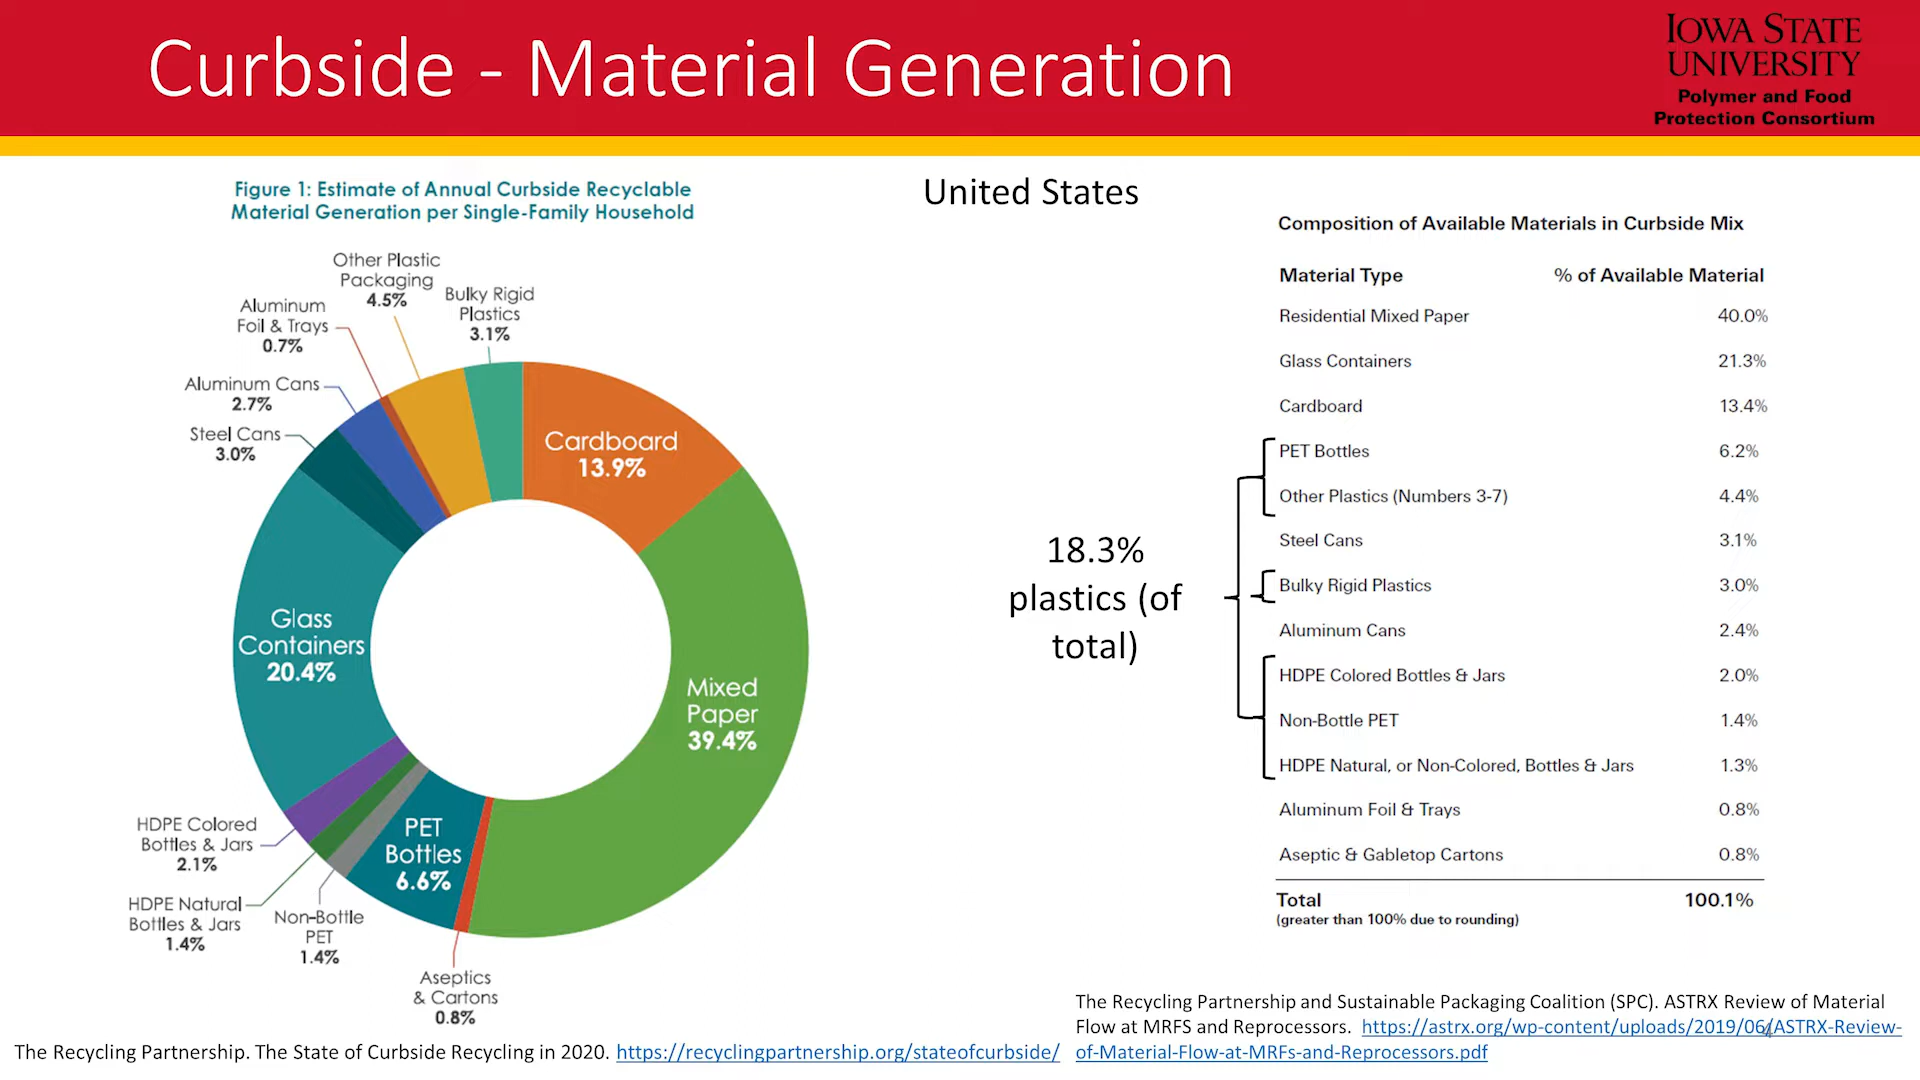 Curbside - Material Generation
IOWA STATE
UNIVERSITY
Polymer and Food
Protection Consortium
Figure 1: Estimate of Annual Curbside Recyclable
Material Generation per Single-Family Household
Other Plastic
Packaging
4.5%
Bulky Rigid
Plastics
3.1%
Aluminum
Foil & Trays
0.7%
Aluminum Cans
2.7%
Steel Cans
3.0%
Cardboard
13.9%
Glass
Containers
20.4%
Mixed
Paper
39.4%
PET
Bottles
6.6%
HDPE Colored
Bottles & Jars
2.1%
HDPE Natural
Bottles & Jars
1.4%
Non-Bottle
PET
1.4%
Aseptics
& Cartons
0.8%
United States
18.3%
plastics (of
total)
Composition of Available Materials in Curbside Mix
Material Type % of Available Material
Residential Mixed Paper 40.0%
Glass Containers 21.3%
Cardboard 13.4%
PET Bottles 6.2%
Other Plastics (Numbers 3-7) 4.4%
Steel Cans 3.1%
Bulky Rigid Plastics 3.0%
Aluminum Cans 2.4%
HDPE Colored Bottles & Jars 2.0%
Non-Bottle PET 1.4%
HDPE Natural, or Non-Colored, Bottles & Jars 1.3%
Aluminum Foil & Trays 0.8%
Aseptic & Gabletop Cartons 0.8%
Total 100.1%
(greater than 100% due to rounding)
The Recycling Partnership and Sustainable Packaging Coalition (SPC). ASTRX Review of Material
Flow at MRFS and Reprocessors. https://astrx.org/wp-content/uploads/2019/06/ASTRX-Review-
of-Material-Flow-at-MRFs-and-Reprocessors.pdf
4
The Recycling Partnership. The State of Curbside Recycling in 2020. https://recyclingpartnership.org/stateofcurbside/